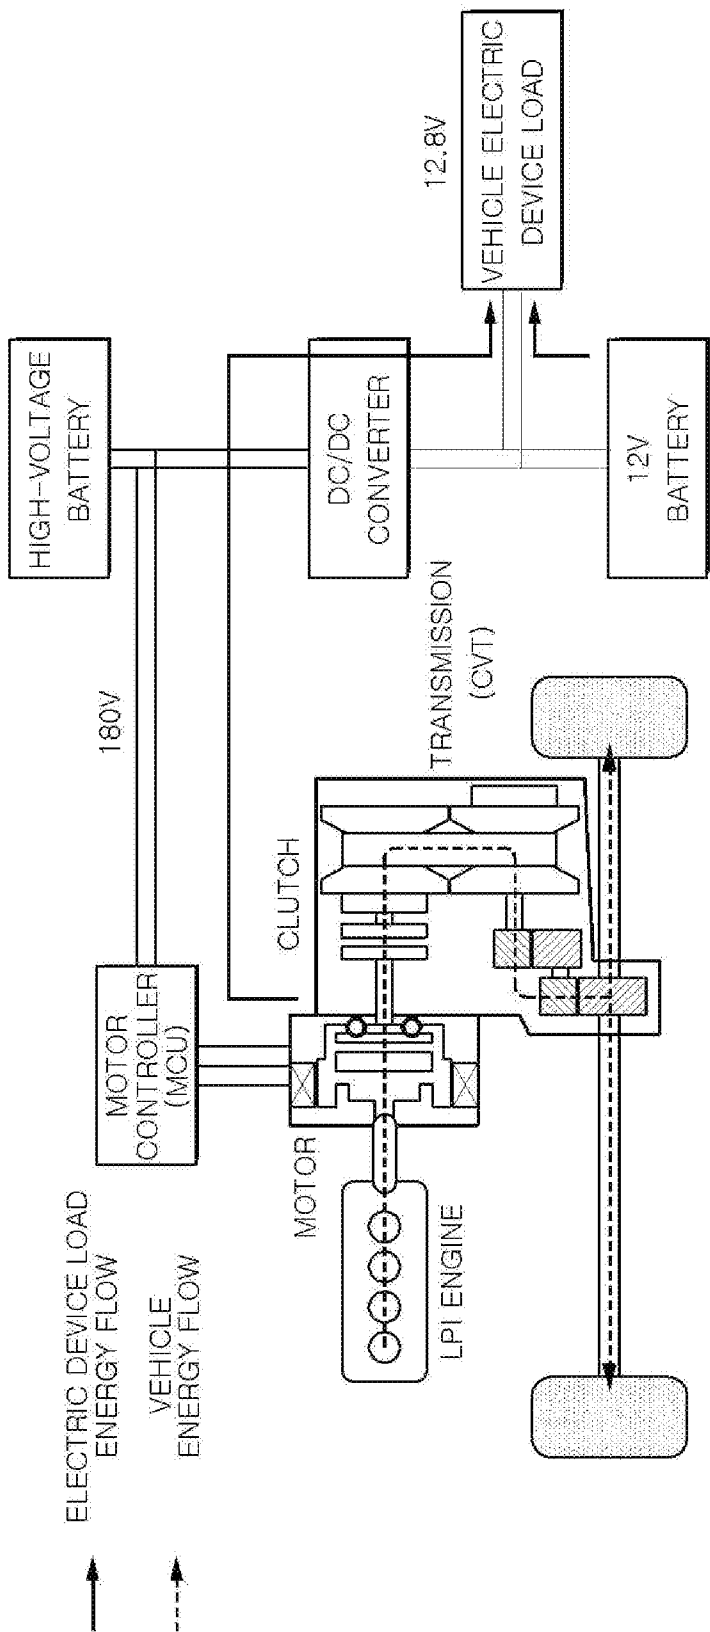 ELECTRIC DEVICE LOAD
ENERGY FLOW
VEHICLE
ENERGY FLOW
MOTOR
CONTROLLER
(MCU)
180V
HIGH-VOLTAGE
BATTERY
MOTOR
CLUTCH
DC/DC
CONVERTER
12.8V
VEHICLE ELECTRIC
DEVICE LOAD
LPI ENGINE
TRANSMISSION
(CVT)
12V
BATTERY